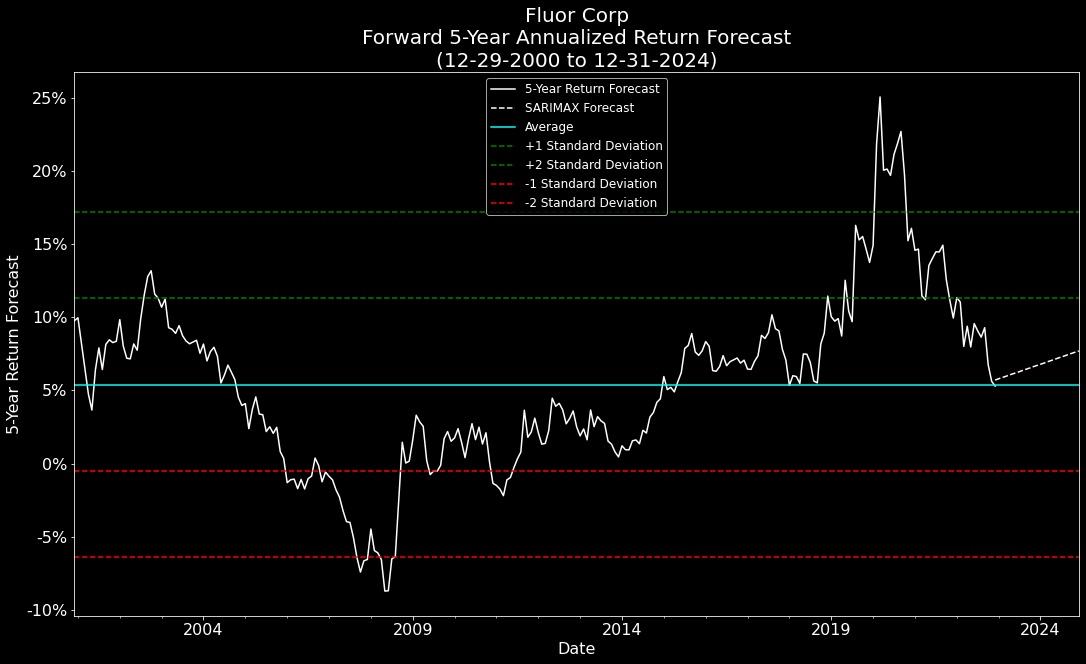 Fluor Corp
Forward 5-Year Annualized Return Forecast
(12-29-2000 to 12-31-2024)
5-Year Return Forecast
SARIMAX Forecast
Average
+1 Standard Deviation
+2 Standard Deviation
-1 Standard Deviation
-2 Standard Deviation
25%
20%
15%
10%
5%
0%
-5%
-10%
5-Year Return Forecast
2004
2009
2014
2019
2024
Date